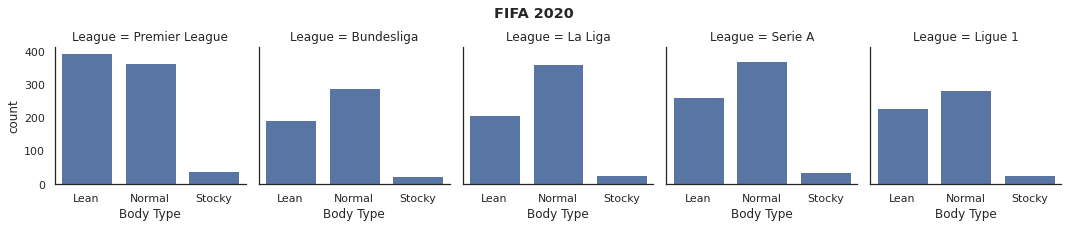 FIFA 2020
League = Premier League
League = Bundesliga
League = La Liga
League = Serie A
League = Ligue 1
count
400
300
200
100
0
Lean Normal Stocky
Body Type
Lean Normal Stocky
Body Type
Lean Normal Stocky
Body Type
Lean Normal Stocky
Body Type
Lean Normal Stocky
Body Type